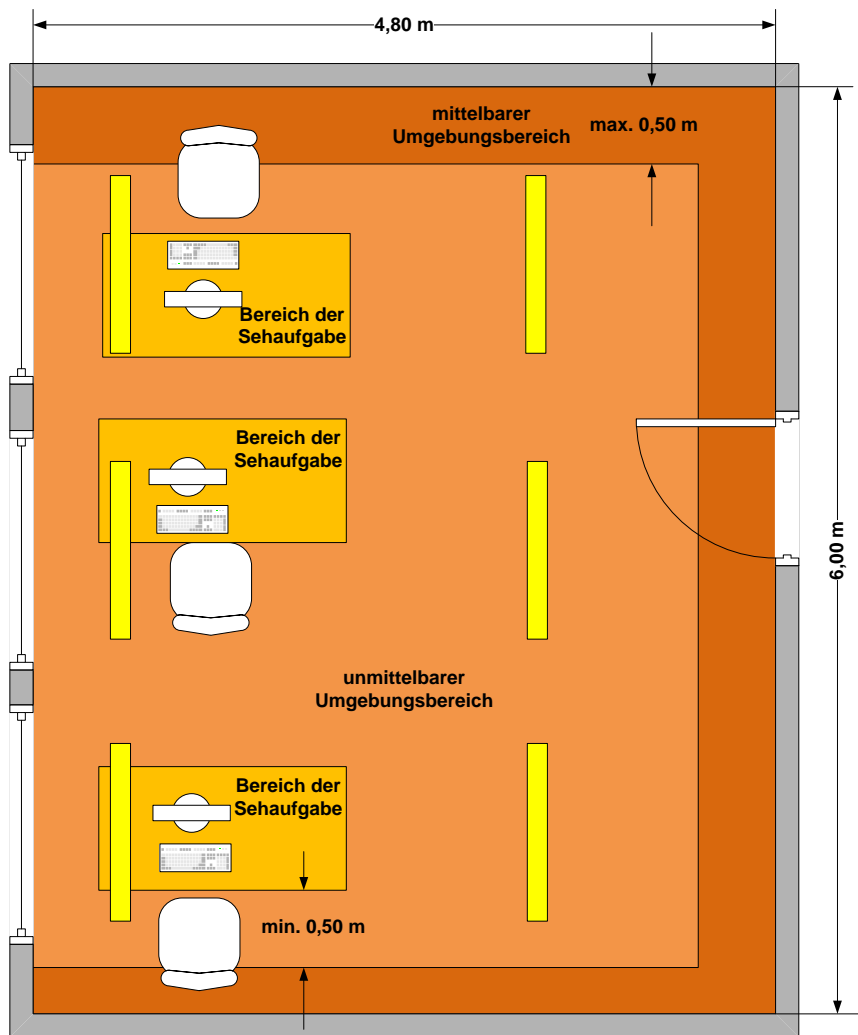 4,80 m
mittelbarer
Umgebungsbereich
max. 0,50 m
Bereich der
Sehaufgabe
Bereich der
Sehaufgabe
6,00 m
unmittelbarer
Umgebungsbereich
Bereich der
Sehaufgabe
min. 0,50 m